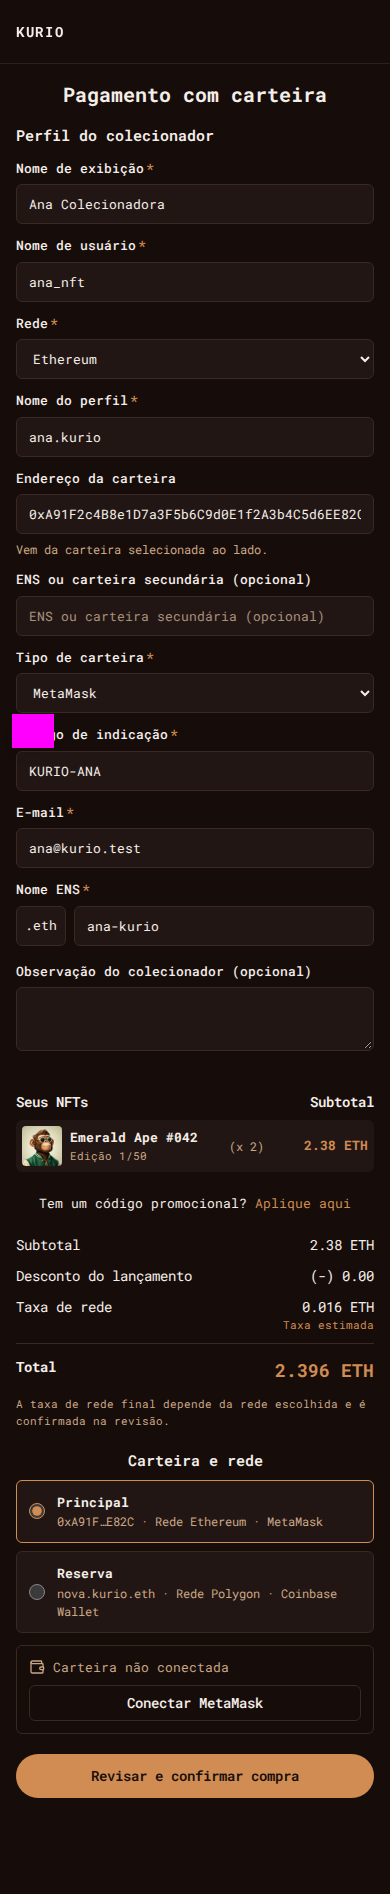 KURIO
Pagamento com carteira
Perfil do colecionador
Nome de exibição*
Ana Colecionadora
Nome de usuário*
ana_nft
Rede*
Ethereum
Nome do perfil*
ana.kurio
Endereço da carteira
0xA91F2c4B8e1D7a3F5b6C9d0E1f2A3b4C5d6EE82C
Vem da carteira selecionada ao lado.
ENS ou carteira secundária (opcional)
ENS ou carteira secundária (opcional)
Tipo de carteira*
MetaMask
de indicação*
KURIO-ANA
E-mail*
ana@kurio.test
Nome ENS*
.eth ana-kurio
Observação do colecionador (opcional)
Seus NFTs Subtotal
Emerald Ape #042 (x 2) 2.38 ETH
Edição 1/50
Tem um código promocional? Aplique aqui
Subtotal 2.38 ETH
Desconto do lançamento (-) 0.00
Taxa de rede 0.016 ETH
Taxa estimada
Total 2.396 ETH
A taxa de rede final depende da rede escolhida e é
confirmada na revisão.
Carteira e rede
Principal
0xA91F…E82C · Rede Ethereum · MetaMask
Reserva
nova.kurio.eth · Rede Polygon · Coinbase
Wallet
Carteira não conectada
Conectar MetaMask
Revisar e confirmar compra